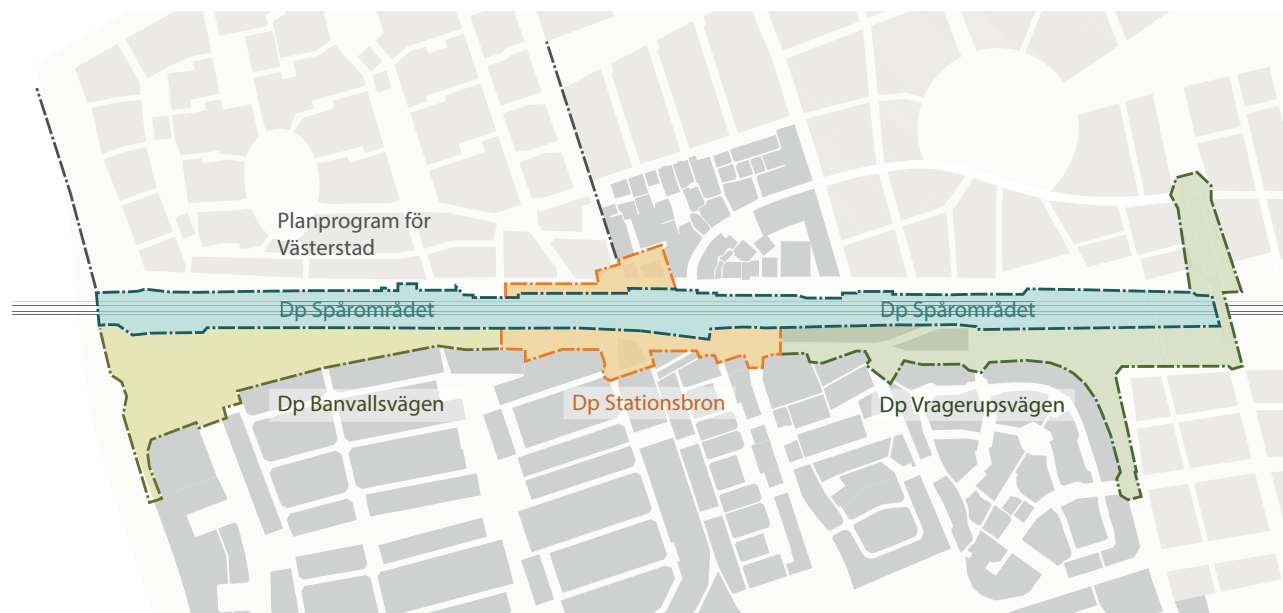 Planprogram för
Västerstad
Dp Spårområdet
Dp Spårområdet
Dp Banvallsvägen
Dp Stationsbron
Dp Vragerupsvägen